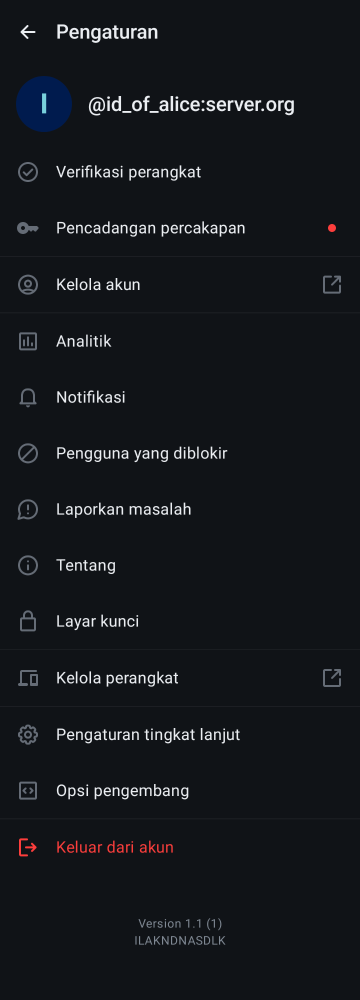 Pengaturan
I
@id_of_alice:server.org
Verifikasi perangkat
Pencadangan percakapan
Kelola akun
Analitik
Notifikasi
Pengguna yang diblokir
Laporkan masalah
Tentang
Layar kunci
Kelola perangkat
Pengaturan tingkat lanjut
Opsi pengembang
Keluar dari akun
Version 1.1 (1)
ILAKNDNASDLK